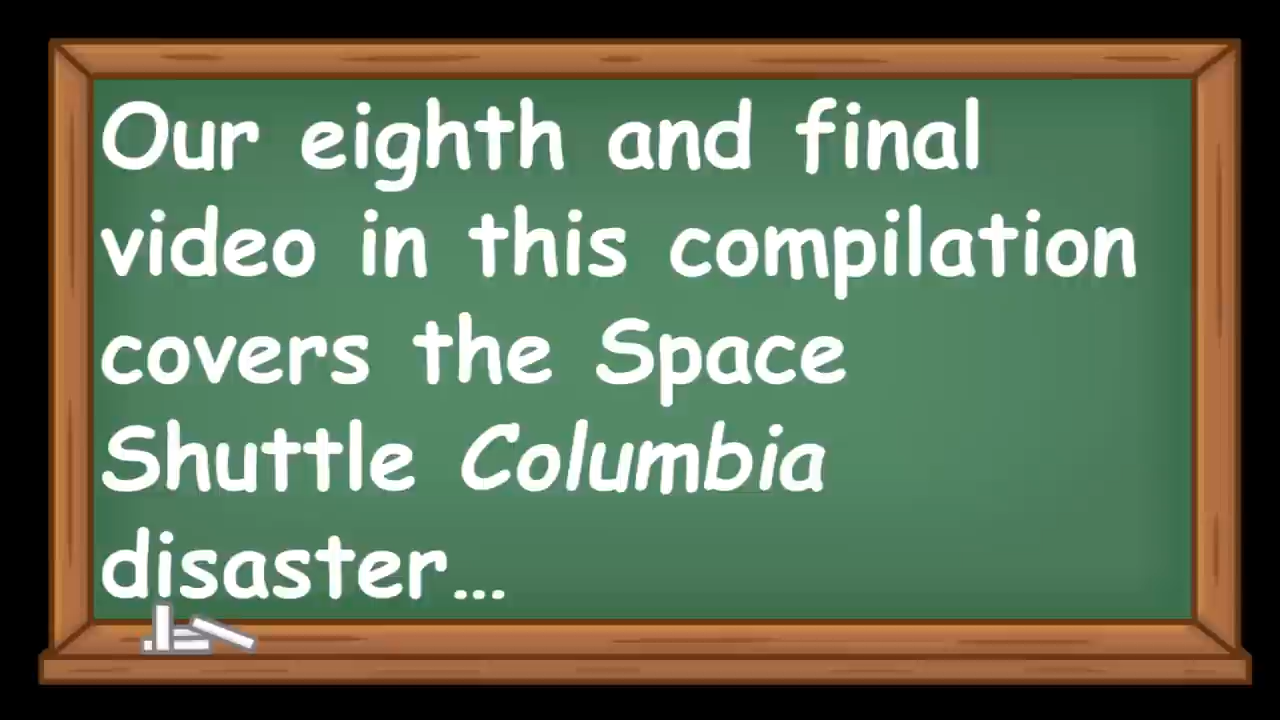 Our eighth and final
video in this compilation
covers the Space
Shuttle Columbia
disaster...